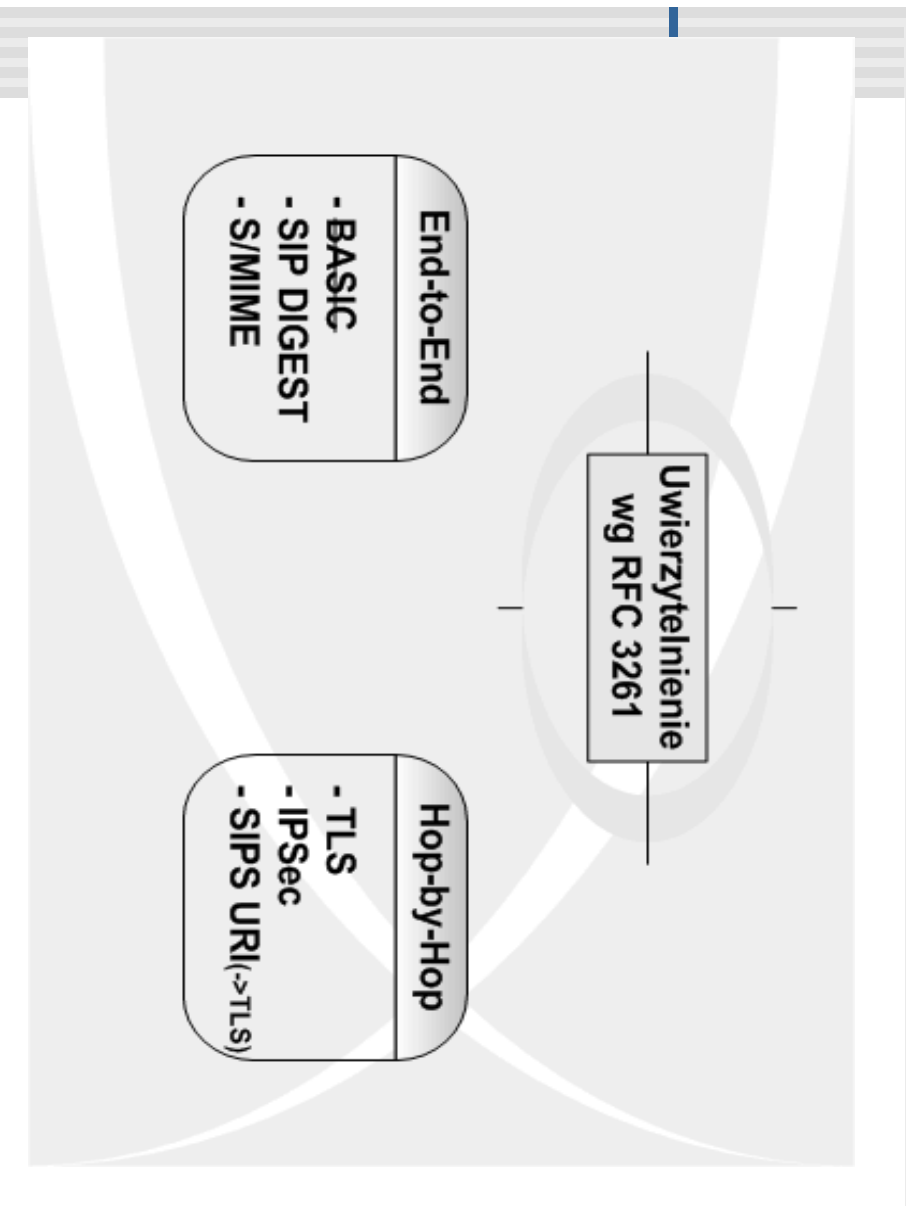 Uwierzytelnienie
wg RFC 3261
End-to-End
- BASIC
- SIP DIGEST
- S/MIME
Hop-by-Hop
- TLS
- IPSec
- SIPS URI(->TLS)